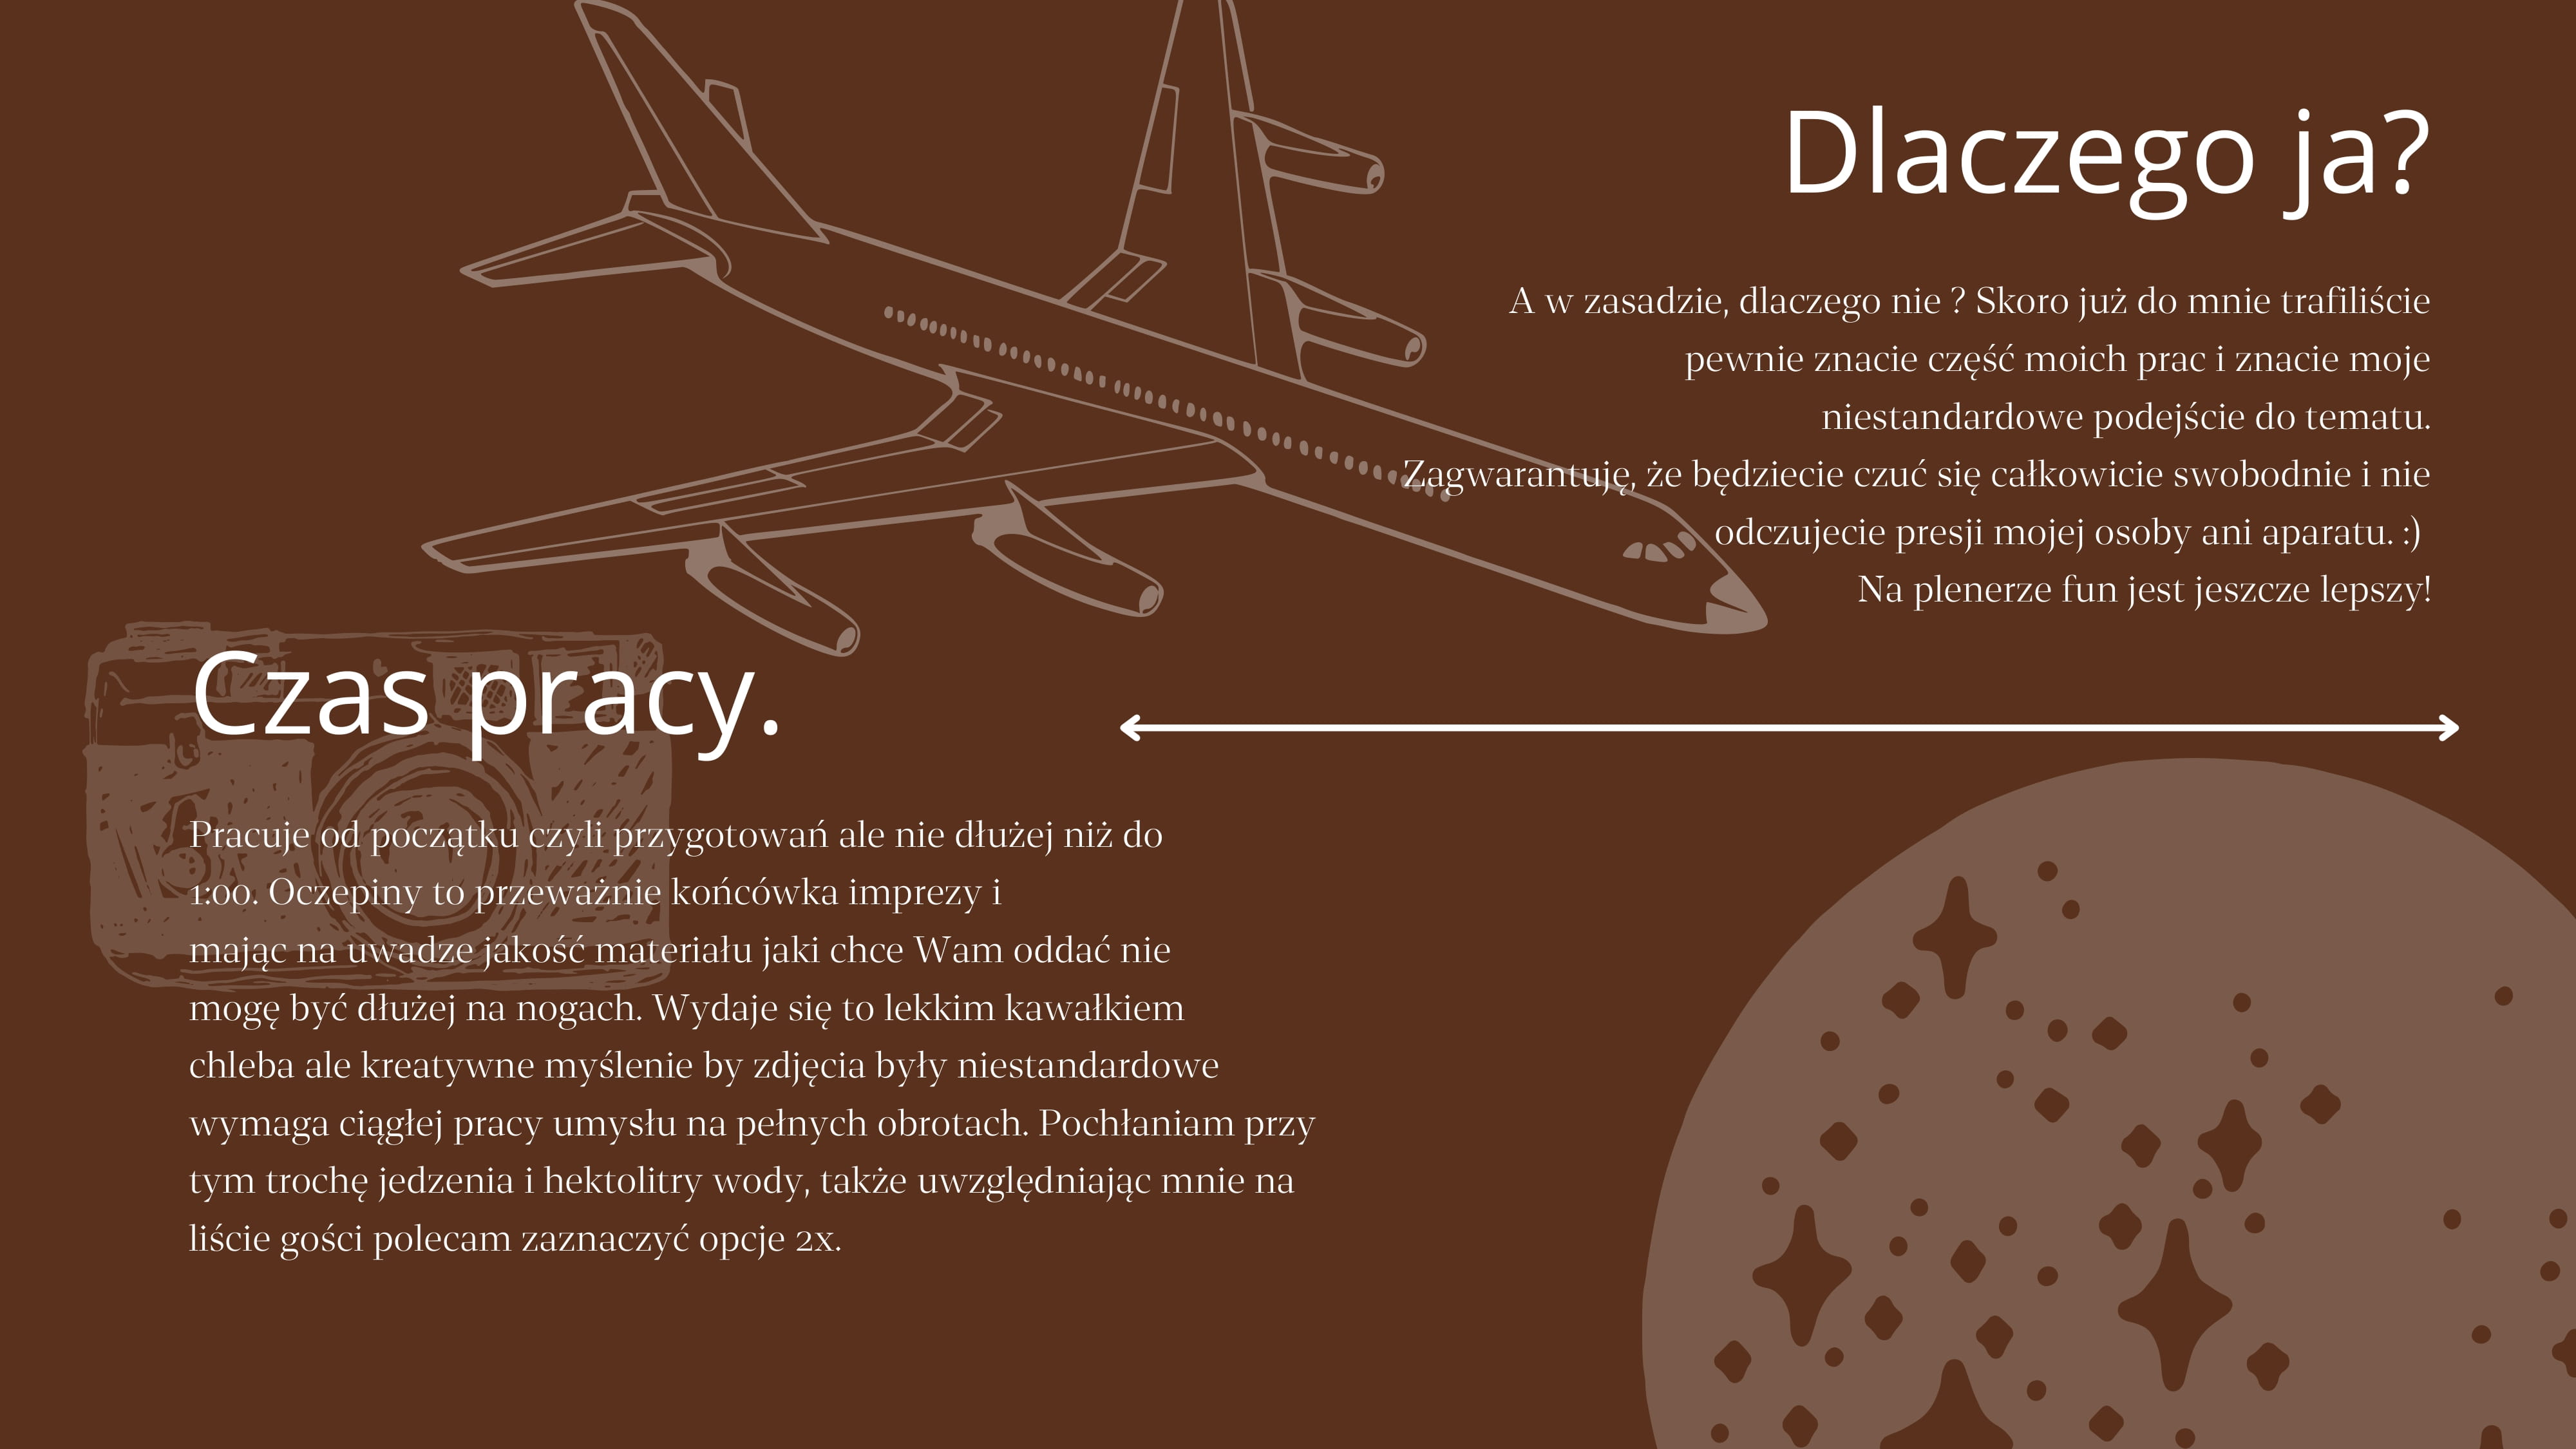 Dlaczego ja?
A w zasadzie, dlaczego nie ? Skoro już do mnie trafiliście
pewnie znacie część moich prac i znacie moje
niestandardowe podejście do tematu.
Zagwarantuję, że będziecie czuć się całkowicie swobodnie i nie
odczujecie presji mojej osoby ani aparatu. :)
Na plenerze fun jest jeszcze lepszy!
Czas pracy.
Pracuje od początku czyli przygotowań ale nie dłużej niż do
1:00. Oczepiny to przeważnie końcówka imprezy i
mając na uwadze jakość materiału jaki chce Wam oddać nie
mogę być dłużej na nogach. Wydaje się to lekkim kawałkiem
chleba ale kreatywne myślenie by zdjęcia były niestandardowe
wymaga ciągłej pracy umysłu na pełnych obrotach. Pochłaniam przy
tym trochę jedzenia i hektolitry wody, także uwzględniając mnie na
liście gości polecam zaznaczyć opcje 2x.